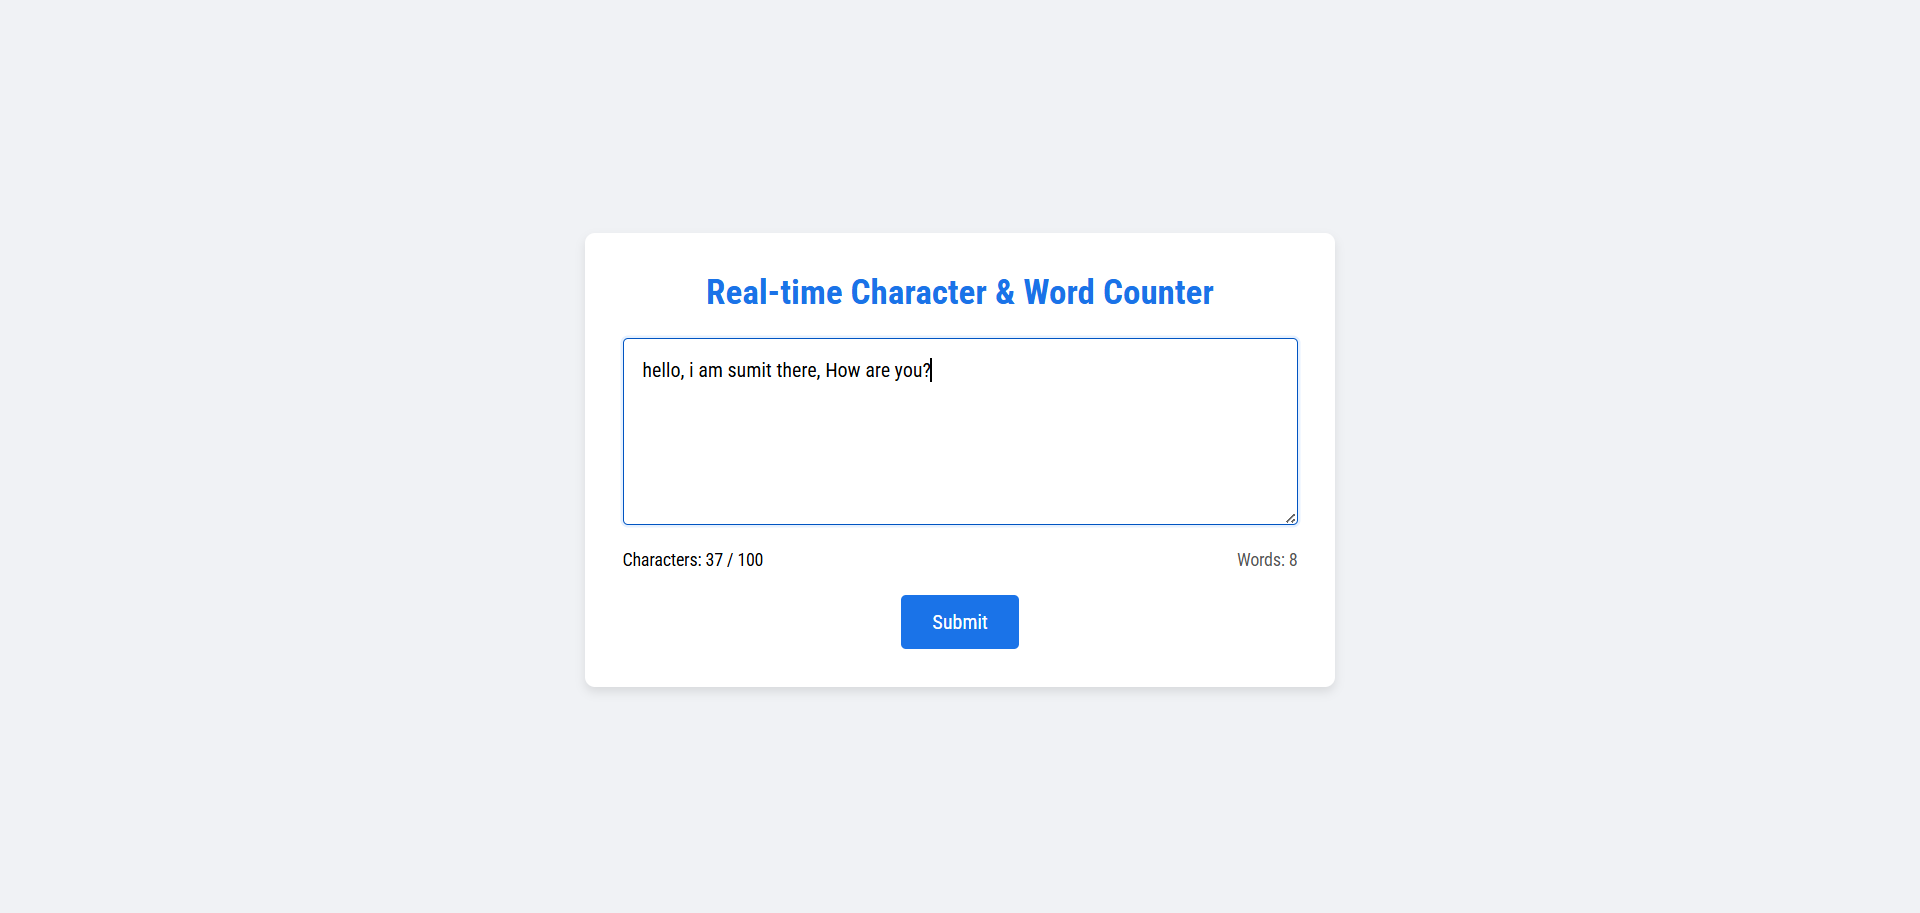 Real-time Character & Word Counter
hello, i am sumit there, How are you?
Characters: 37 / 100
Words: 8
Submit